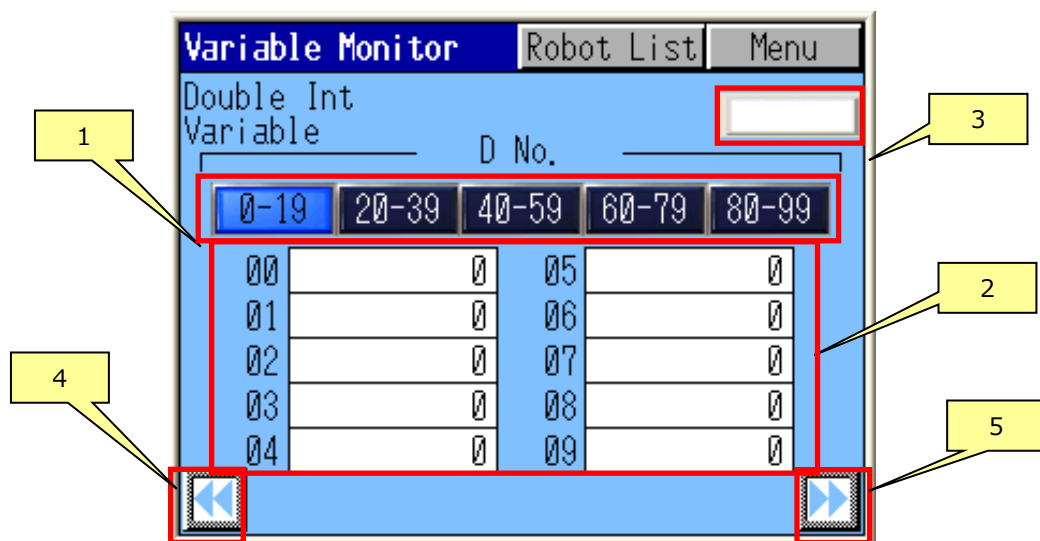 Variable Monitor Robot List Menu
Double Int
Variable
D No.
1
3
0-19 20-39 40-59 60-79 80-99
00 0 05 0
01 0 06 0
2
02 0 07 0
4
03 0 08 0
5
04 0 09 0